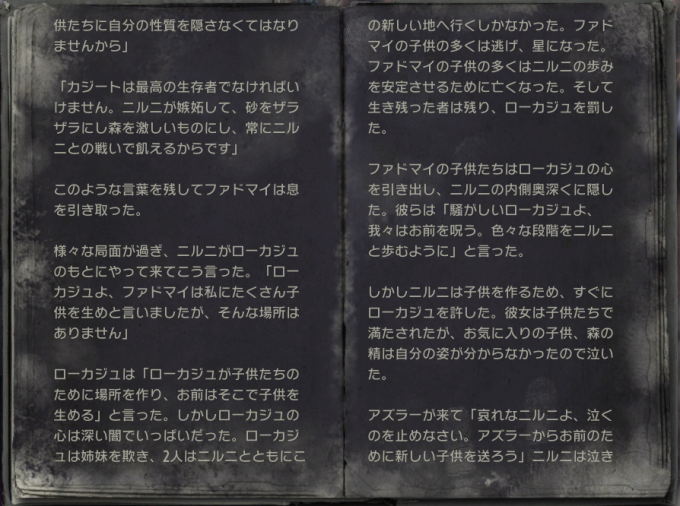 供たちに自分の性質を隠さなくてはなり
ませんから」
「カジートは最高の生存者でなければい
けません。ニルニが嫉妬して、砂をザラ
ザラにし森を激しいものにし、常にニル
ニとの戦いで飢えるからです」
このような言葉を残してファドマイは息
を引き取った。
様々な局面が過ぎ、ニルニがローカジュ
のもとにやって来てこう言った。「ロー
カジュよ、ファドマイは私にたくさん子
供を生めと言いましたが、そんな場所は
ありません」
ローカジュは「ローカジュが子供たちの
ために場所を作り、お前はそこで子供を
生める」と言った。しかしローカジュの
心は深い闇でいっぱいだった。ローカジ
ュは姉妹を欺き、2人はニルニとともにこ
の新しい地へ行くしかなかった。ファド
マイの子供の多くは逃げ、星になった。
ファドマイの子供の多くはニルニの歩み
を安定させるために亡くなった。そして
生き残った者は残り、ローカジュを罰し
た。
ファドマイの子供たちはローカジュの心
を引き出し、ニルニの内側奥深くに隠し
た。彼らは「騒がしいローカジュよ、
我々はお前を呪う。色々な段階をニルニ
と歩むように」と言った。
しかしニルニは子供を作るため、すぐに
ローカジュを許した。彼女は子供たちで
満たされたが、お気に入りの子供、森の
精は自分の姿が分からなかったので泣い
た。
アズラーが来て「哀れなニルニよ、泣く
のを止めなさい。アズラーからお前のた
めに新しい子供を送ろう」ニルニは泣き